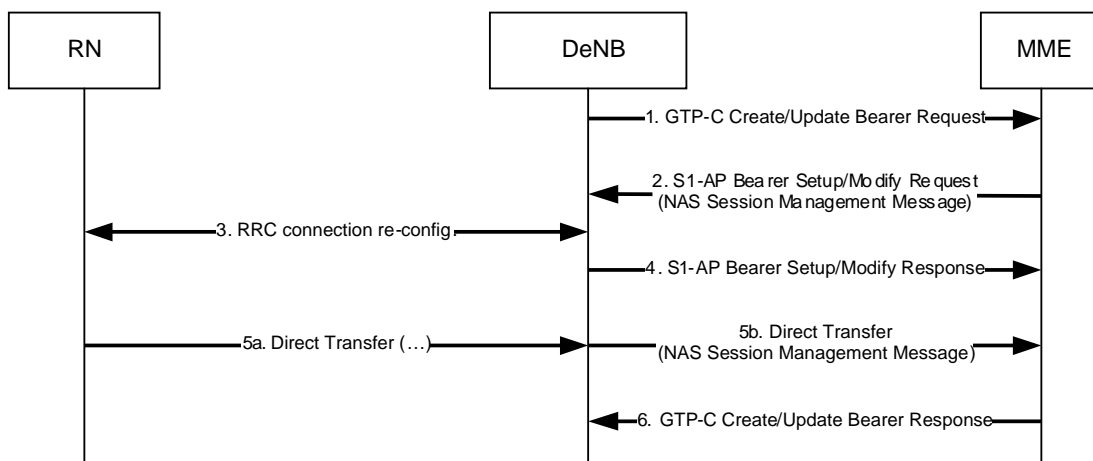 RN
DeNB
MME
1. GTP-C Create/Update Bearer Request
2. S1-AP Bearer Setup/Modify Request
(NAS Session Management Message)
3. RRC connection re-config.
4. S1-AP Bearer Setup/Modify Response
5a. Direct Transfer (…)
5b. Direct Transfer
(NAS Session Management Message)
6. GTP-C Create/Update Bearer Response